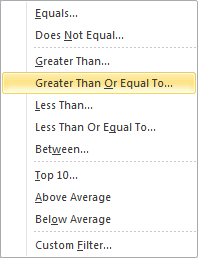 Equals...
Does Not Equal...
Greater Than...
Greater Than Or Equal To...
Less Than...
Less Than Or Equal To...
Between...
Top 10...
Above Average
Below Average
Custom Filter...